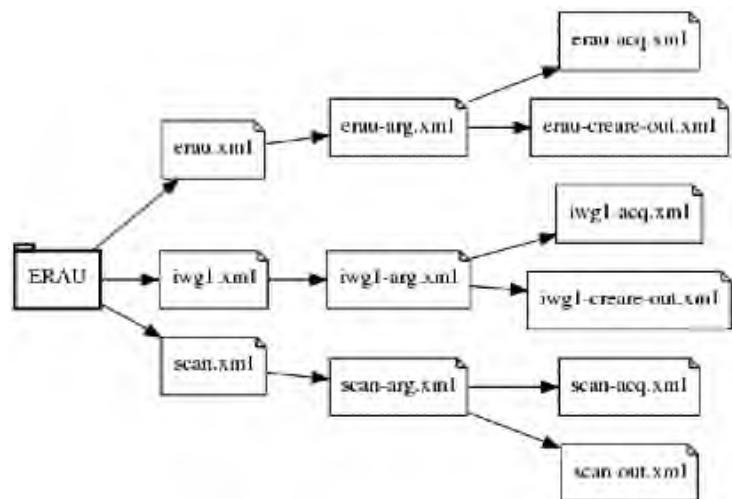 erau-acq.xml
erau.xml
erau-arg.xml
erau-creare-out.xml
iwg1-acq.xml
ERAU
iwg1.xml
iwg1-arg.xml
iwg1-creare-out.xml
scan.xml
scan-arg.xml
scan-acq.xml
scan-out.xml